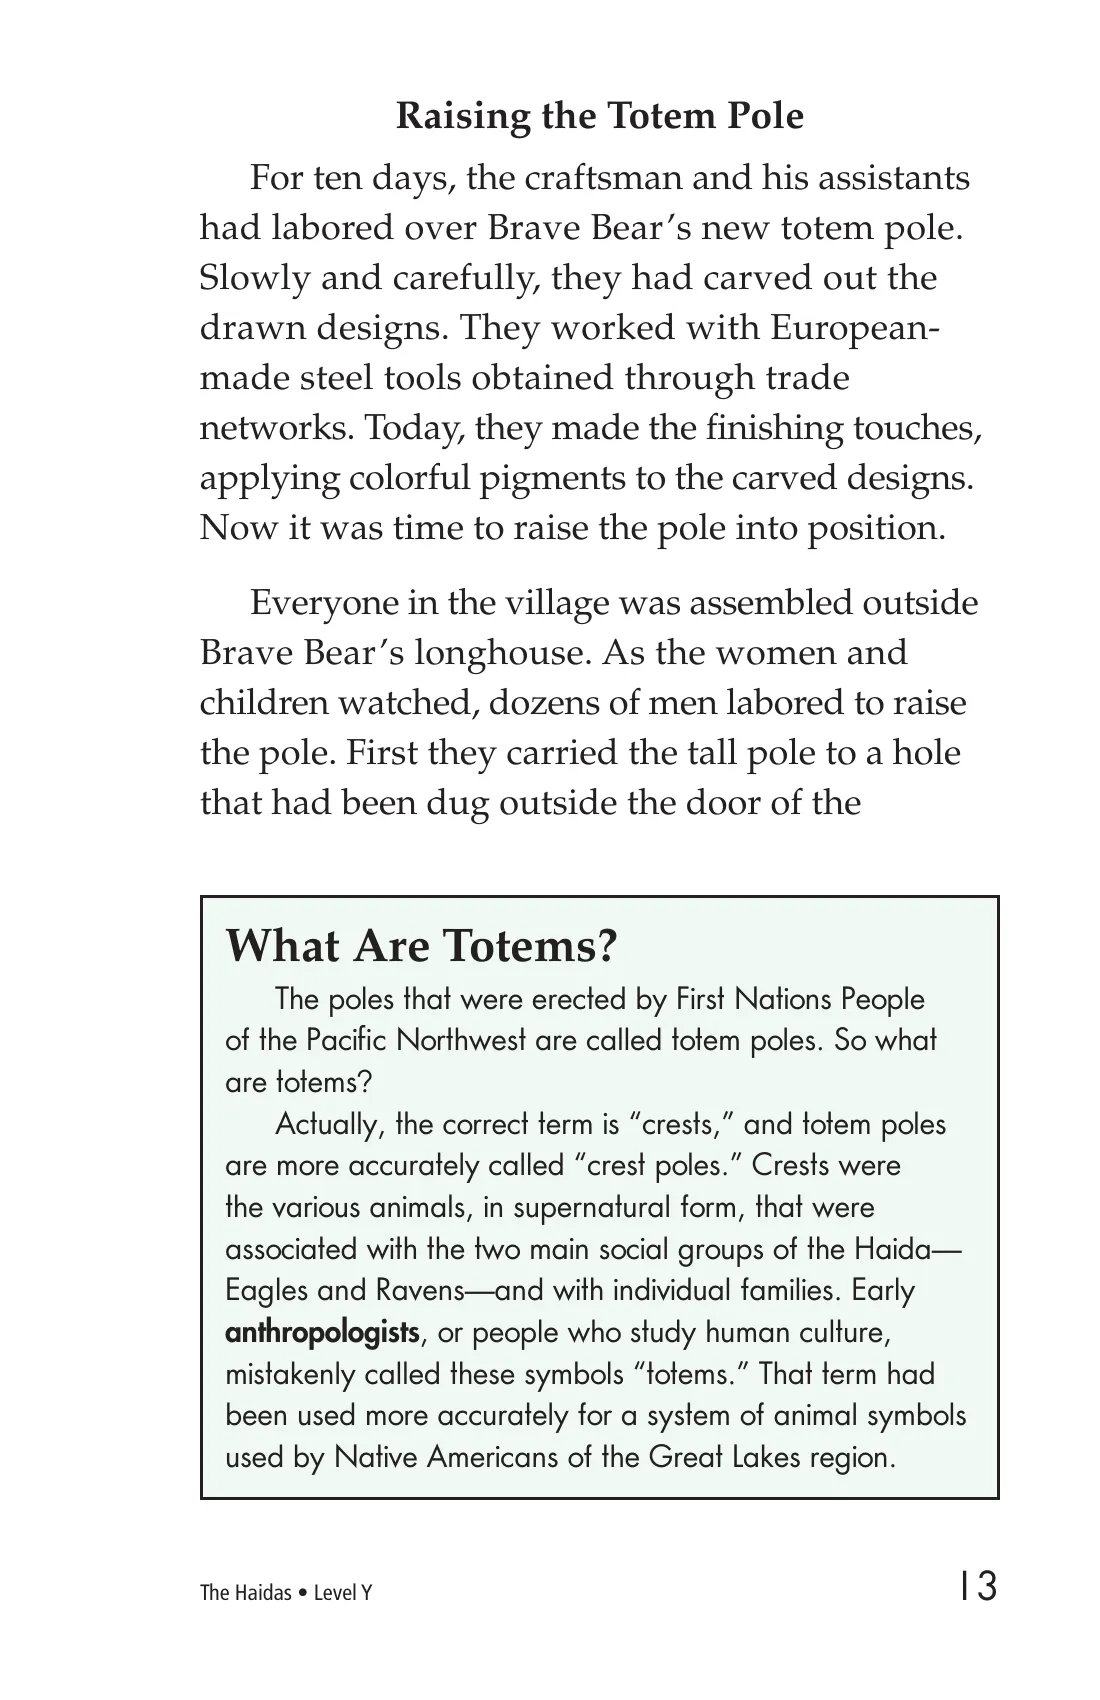 Raising the Totem Pole
For ten days, the craftsman and his assistants
had labored over Brave Bear’s new totem pole.
Slowly and carefully, they had carved out the
drawn designs. They worked with European-
made steel tools obtained through trade
networks. Today, they made the finishing touches,
applying colorful pigments to the carved designs.
Now it was time to raise the pole into position.
Everyone in the village was assembled outside
Brave Bear’s longhouse. As the women and
children watched, dozens of men labored to raise
the pole. First they carried the tall pole to a hole
that had been dug outside the door of the
What Are Totems?
The poles that were erected by First Nations People
of the Pacific Northwest are called totem poles. So what
are totems?
Actually, the correct term is “crests,” and totem poles
are more accurately called “crest poles.” Crests were
the various animals, in supernatural form, that were
associated with the two main social groups of the Haida—
Eagles and Ravens—and with individual families. Early
anthropologists, or people who study human culture,
mistakenly called these symbols “totems.” That term had
been used more accurately for a system of animal symbols
used by Native Americans of the Great Lakes region.
The Haidas • Level Y
13